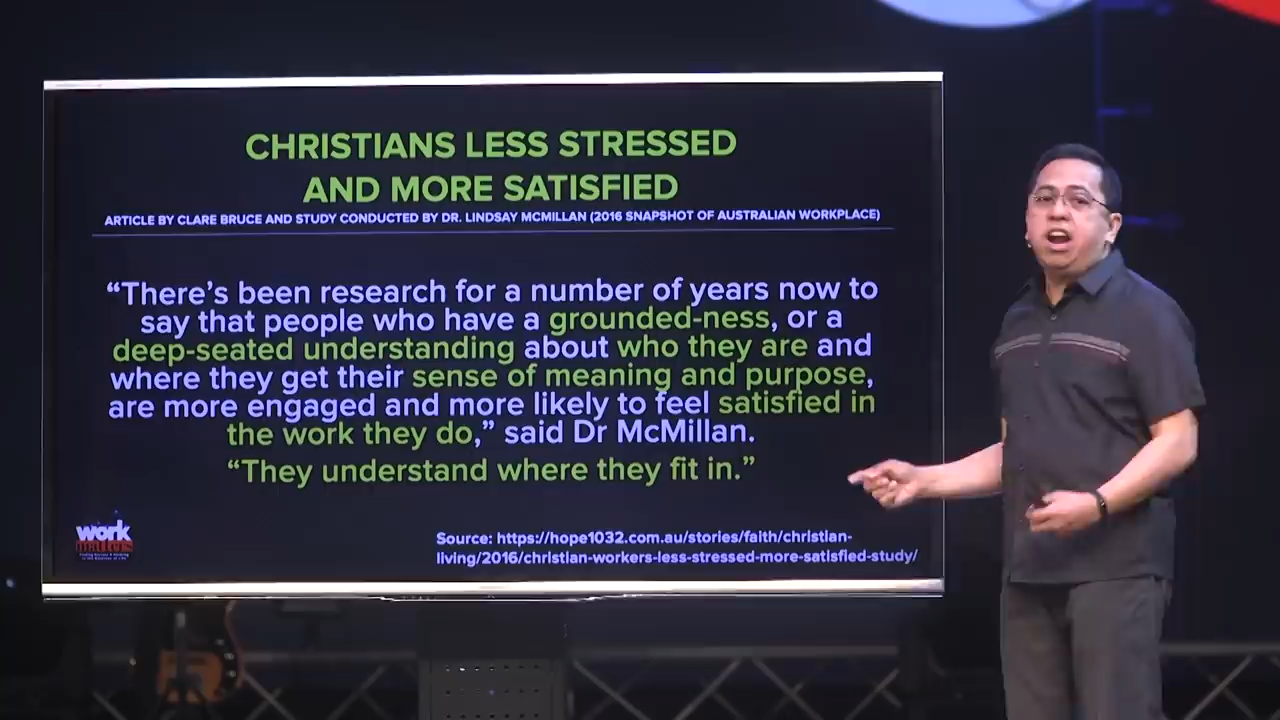 CHRISTIANS LESS STRESSED
AND MORE SATISFIED
ARTICLE BY CLARE BRUCE AND STUDY CONDUCTED BY DR. LINDSAY MCMILLAN (2016 SNAPSHOT OF AUSTRALIAN WORKPLACE)
“There’s been research for a number of years now to
say that people who have a grounded-ness, or a
deep-seated understanding about who they are and
where they get their sense of meaning and purpose,
are more engaged and more likely to feel satisfied in
the work they do,” said Dr McMillan.
“They understand where they fit in.”
work
matters
Source: https://hope1032.com.au/stories/faith/christian-
living/2016/christian-workers-less-stressed-more-satisfied-study/